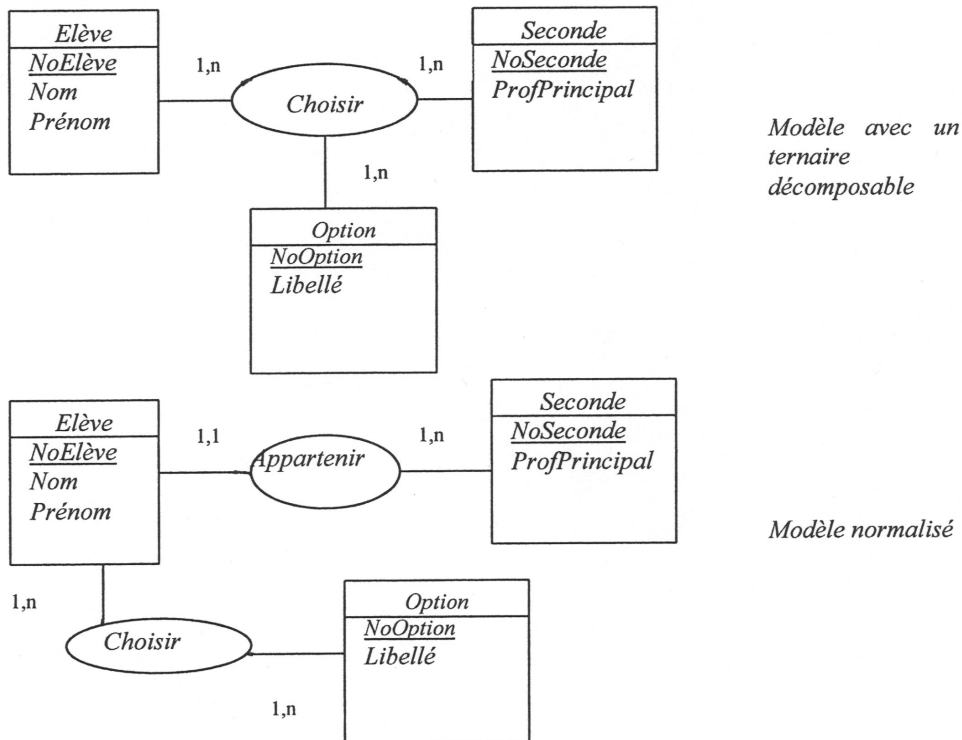 Elève
NoElève
Nom
Prénom
1,n
Choisir
1,n
Seconde
NoSeconde
ProfPrincipal
1,n
Option
NoOption
Libellé
Modèle avec un
ternaire
décomposable
Elève
NoElève
Nom
Prénom
1,1
Appartenir
1,n
Seconde
NoSeconde
ProfPrincipal
Modèle normalisé
1,n
Choisir
1,n
Option
NoOption
Libellé